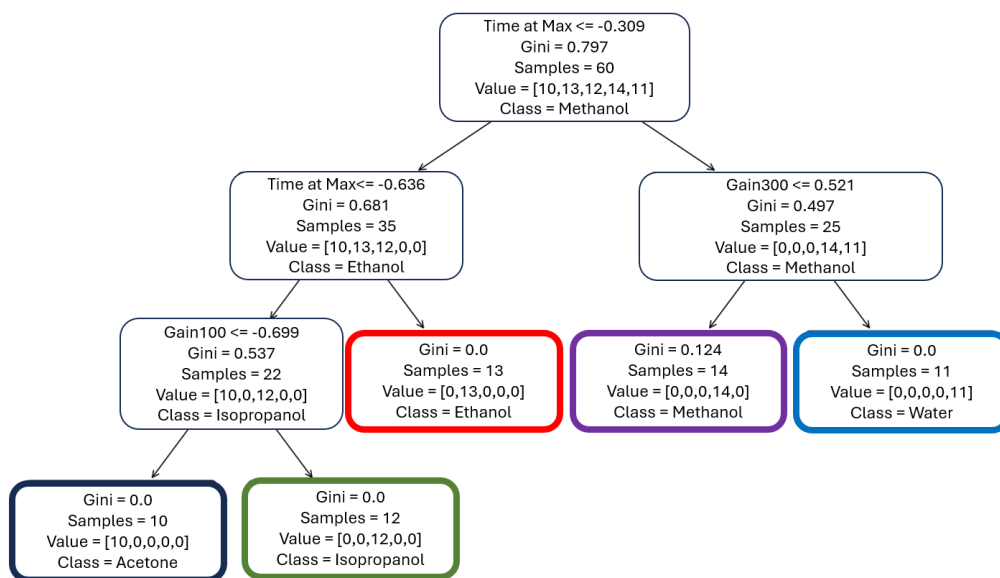 Time at Max <= -0.309
Gini = 0.797
Samples = 60
Value = [10,13,12,14,11]
Class = Methanol
Time at Max<= -0.636
Gini = 0.681
Samples = 35
Value = [10,13,12,0,0]
Class = Ethanol
Gain300 <= 0.521
Gini = 0.497
Samples = 25
Value = [0,0,0,14,11]
Class = Methanol
Gain100 <= -0.699
Gini = 0.537
Samples = 22
Value = [10,0,12,0,0]
Class = Isopropanol
Gini = 0.0
Samples = 13
Value = [0,13,0,0,0]
Class = Ethanol
Gini = 0.124
Samples = 14
Value = [0,0,0,14,0]
Class = Methanol
Gini = 0.0
Samples = 11
Value = [0,0,0,0,11]
Class = Water
Gini = 0.0
Samples = 10
Value = [10,0,0,0,0]
Class = Acetone
Gini = 0.0
Samples = 12
Value = [0,0,12,0,0]
Class = Isopropanol